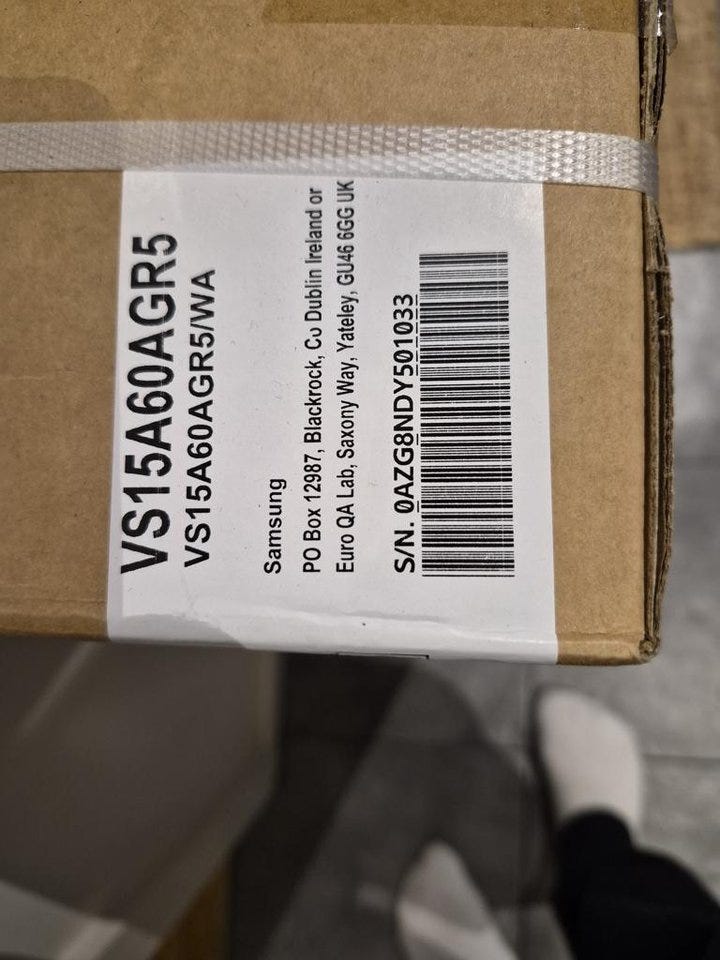 VS15A60AGR5
VS15A60AGR5/WA
Samsung
PO Box 12987, Blackrock, Co Dublin Ireland or
Euro QA Lab, Saxony Way, Yateley, GU46 6GG UK
S/N. 0AZG8NDY501033